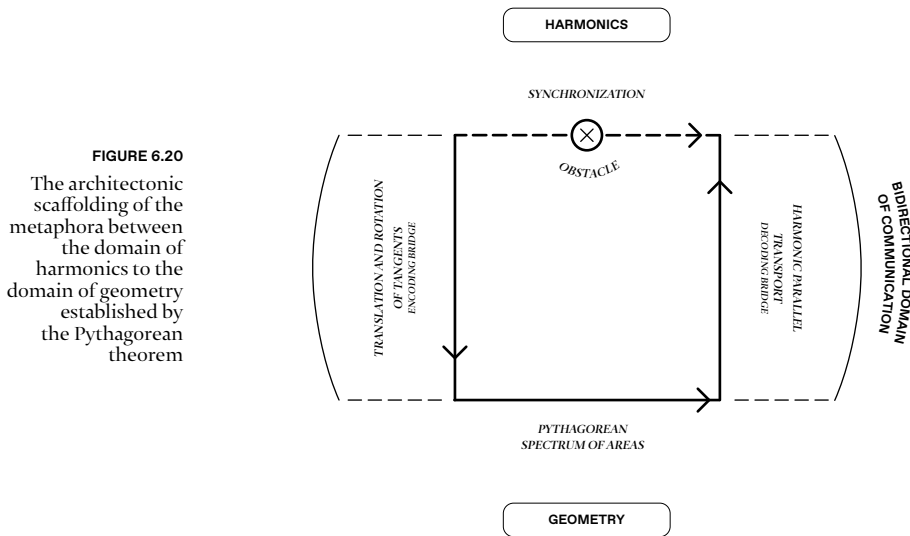 HARMONICS
SYNCHRONIZATION
OBSTACLE
FIGURE 6.20
The architectonic
scaffolding of the
metaphora between
the domain of
harmonics to the
domain of geometry
established by
the Pythagorean
theorem
TRANSLATION AND ROTATION
OF TANGENTS
ENCODING BRIDGE
HARMONIC PARALLEL
TRANSPORT
DECODING BRIDGE
BIDIRECTIONAL DOMAIN
OF COMMUNICATION
PYTHAGOREAN
SPECTRUM OF AREAS
GEOMETRY